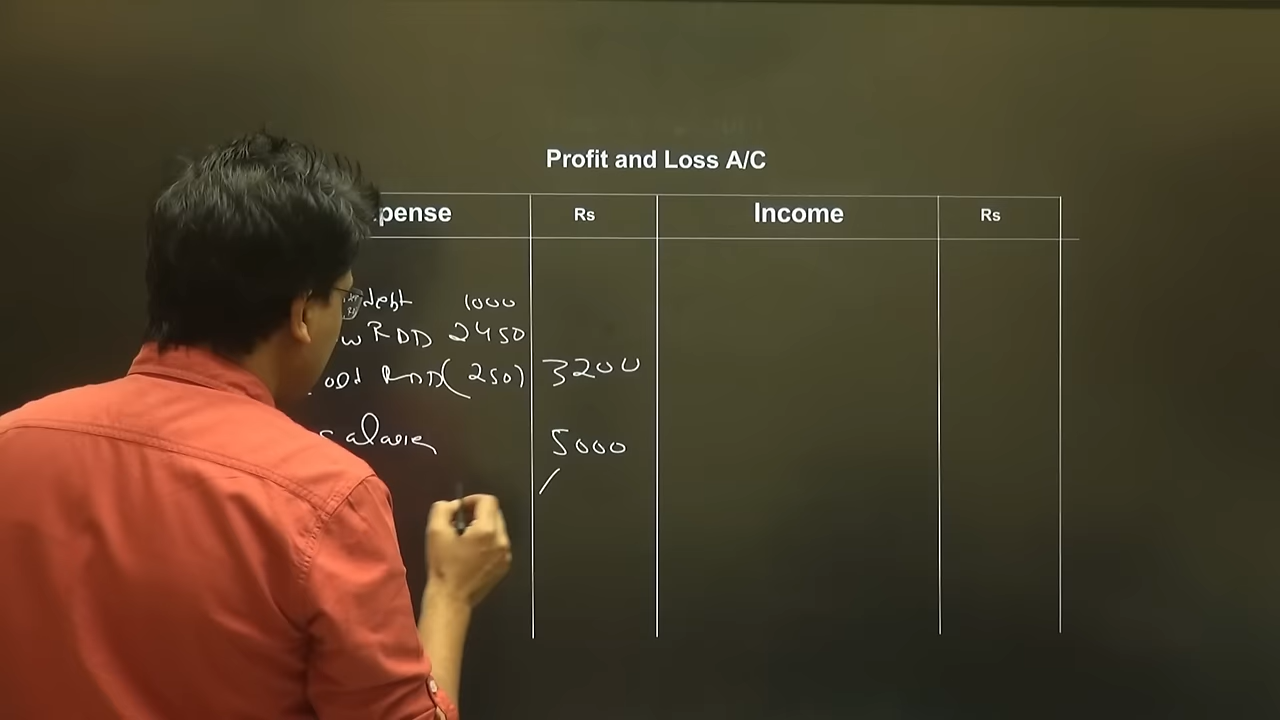 Profit and Loss A/C
pense Rs Income Rs
debt 1000
w RDD 2450
old RDD (250) 3200
salarie 5000